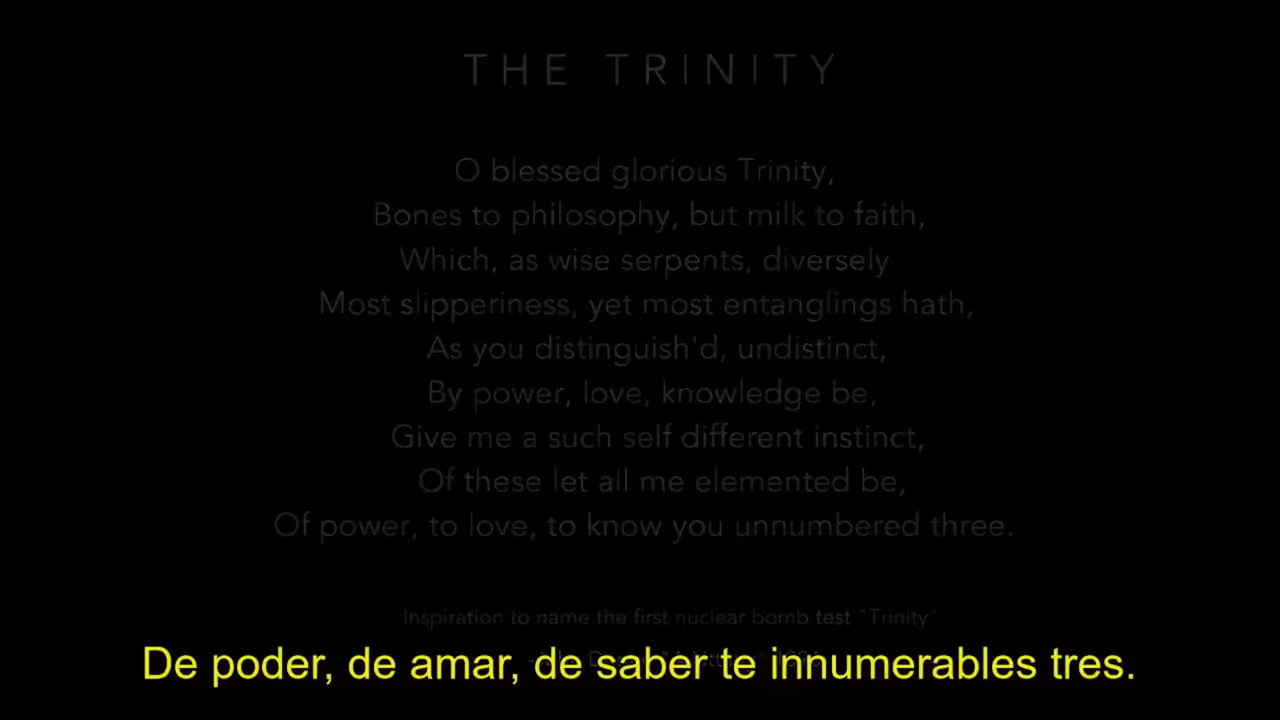 THE TRINITY
O blessed glorious Trinity,
Bones to philosophy, but milk to faith,
Which, as wise serpents, diversely
Most slipperiness, yet most entanglings hath,
As you distinguish'd, undistinct,
By power, love, knowledge be,
Give me a such self different instinct,
Of these let all me elemented be,
Of power, to love, to know you unnumbered three.
Inspiration to name the first nuclear bomb test "Trinity"
De poder, de amar, de saber te innumerables tres.